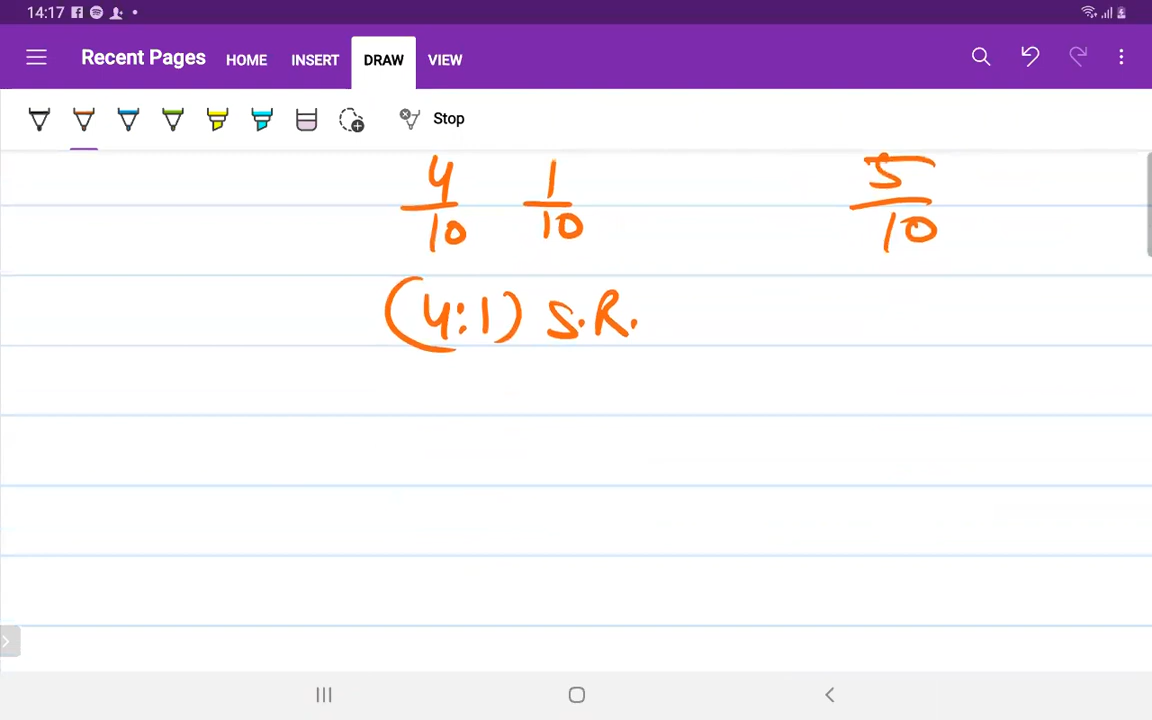 14:17
Recent Pages HOME INSERT DRAW VIEW
Stop
4/10 1/10 5/10
(4:1) S.R.